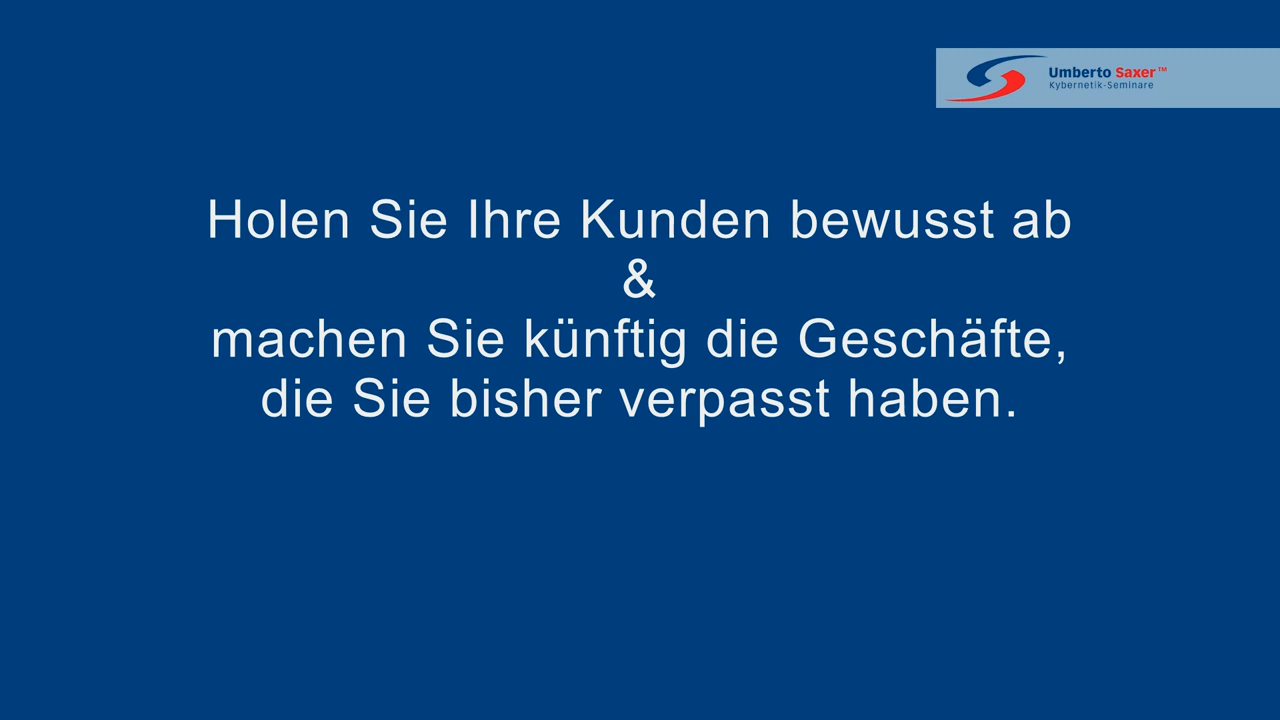 Umberto Saxer™
Kybernetik-Seminare
Holen Sie Ihre Kunden bewusst ab
&
machen Sie künftig die Geschäfte,
die Sie bisher verpasst haben.